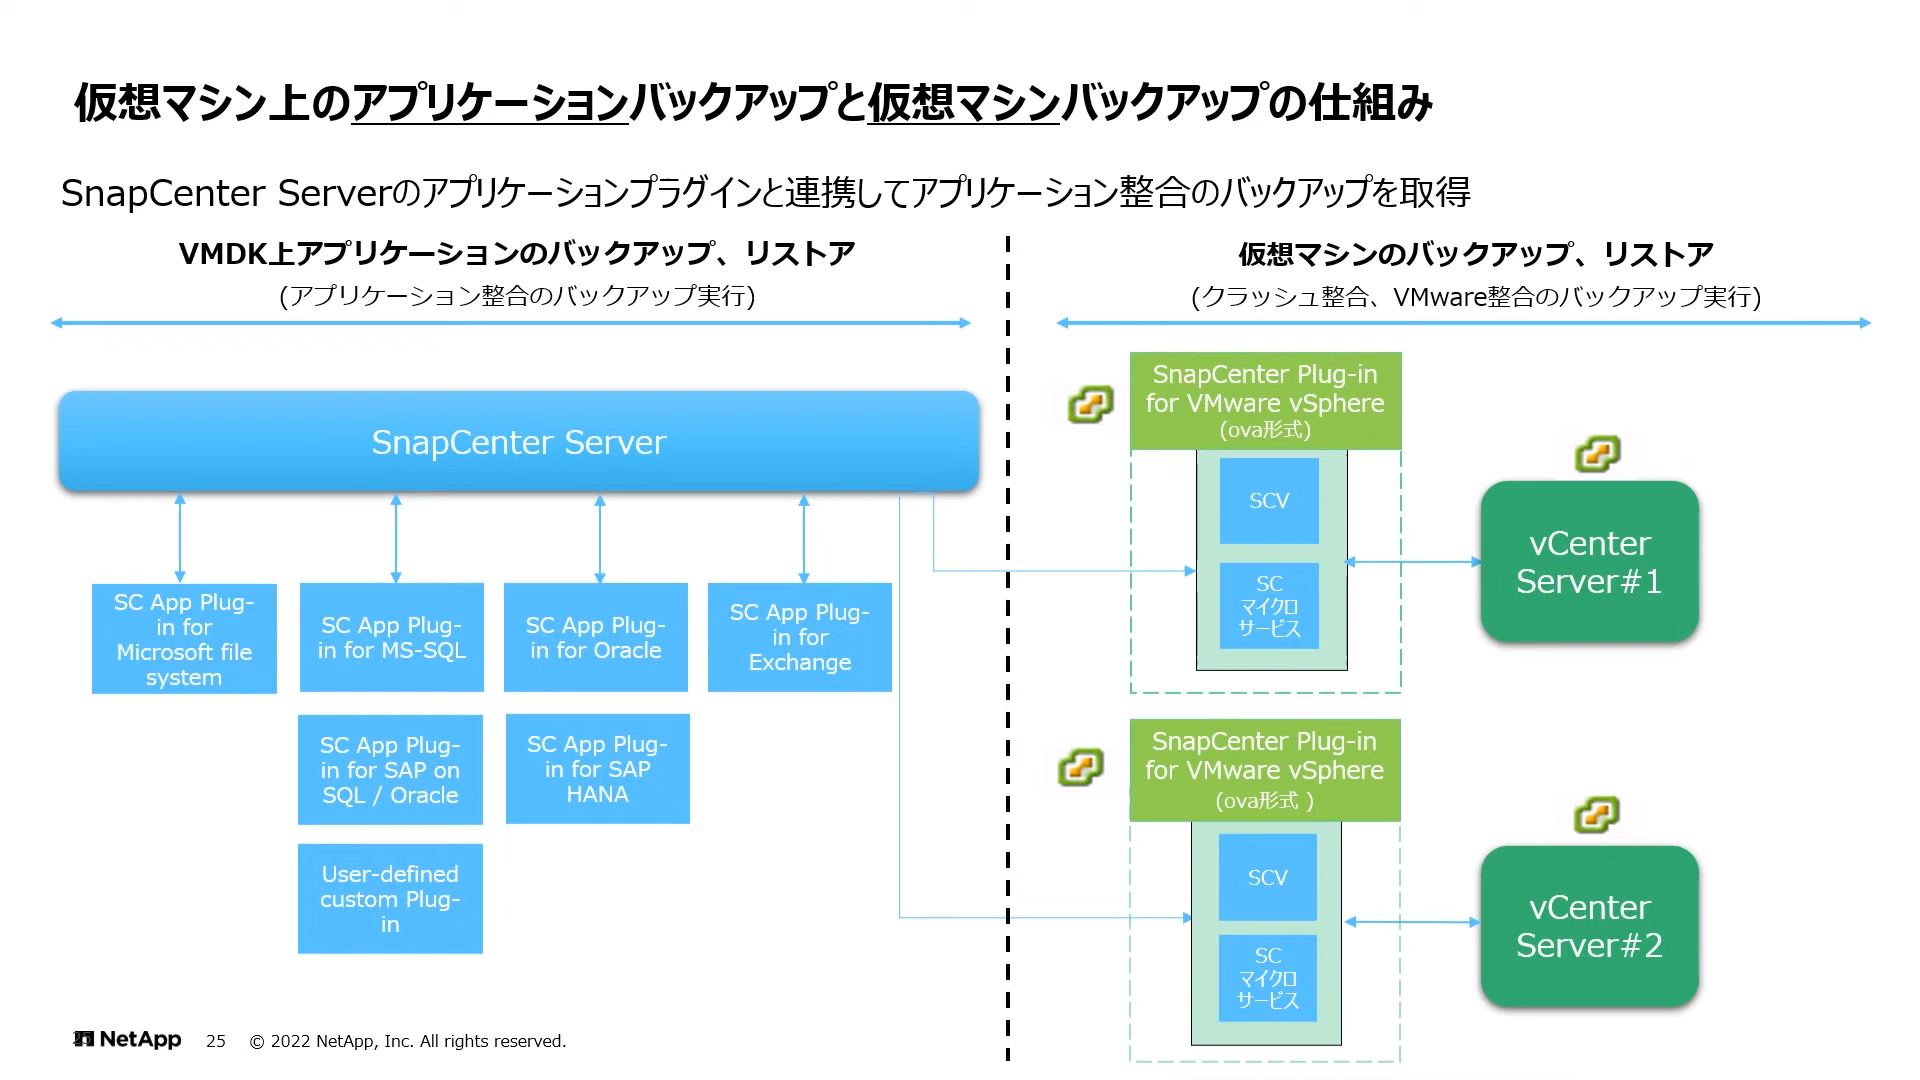 仮想マシン上のアプリケーションバックアップと仮想マシンバックアップの仕組み
SnapCenter Serverのアプリケーションプラグインと連携してアプリケーション整合のバックアップを取得
VMDK上アプリケーションのバックアップ、リストア
(アプリケーション整合のバックアップ実行)
仮想マシンのバックアップ、リストア
(クラッシュ整合、VMware整合のバックアップ実行)
SnapCenter Server
SC App Plug-
in for
Microsoft file
system
SC App Plug-
in for MS-SQL
SC App Plug-
in for Oracle
SC App Plug-
in for
Exchange
SC App Plug-
in for SAP on
SQL / Oracle
SC App Plug-
in for SAP
HANA
User-defined
custom Plug-
in
SnapCenter Plug-in
for VMware vSphere
(ova形式)
SCV
SC
マイクロ
サービス
vCenter
Server#1
SnapCenter Plug-in
for VMware vSphere
(ova形式 )
SCV
SC
マイクロ
サービス
vCenter
Server#2
NetApp
25 © 2022 NetApp, Inc. All rights reserved.